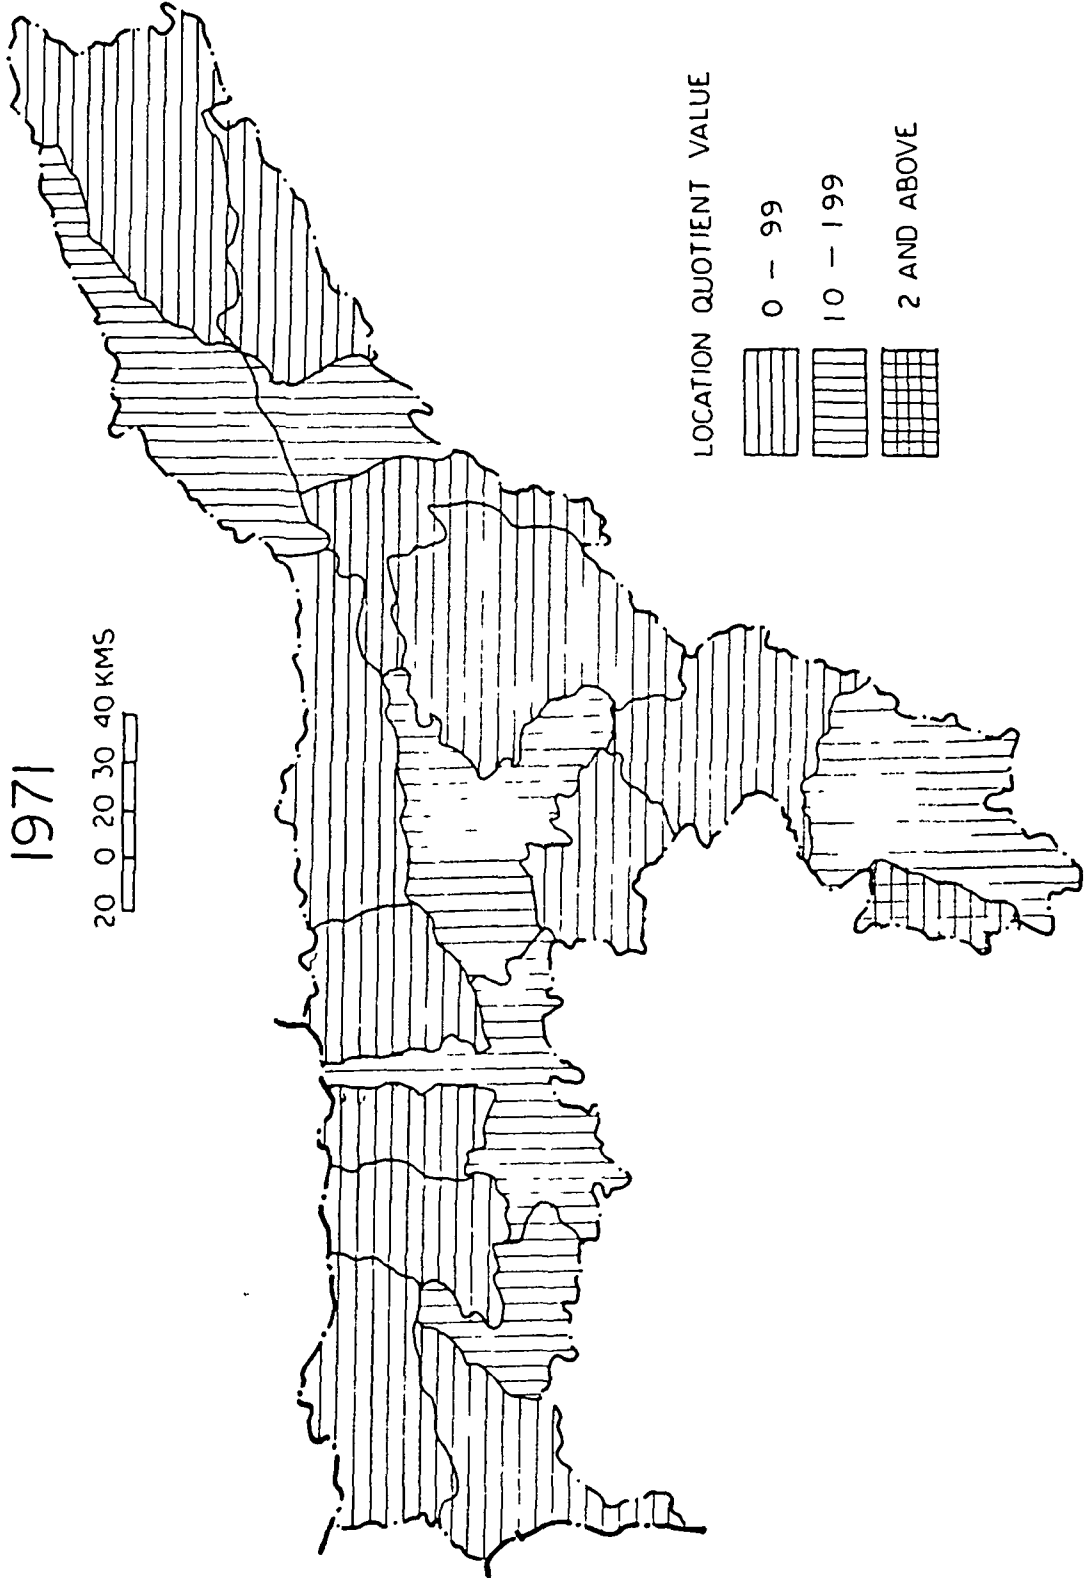 1971
20 0 20 30 40 KMS
LOCATION QUOTIENT VALUE
0 - 99
10 - 199
2 AND ABOVE